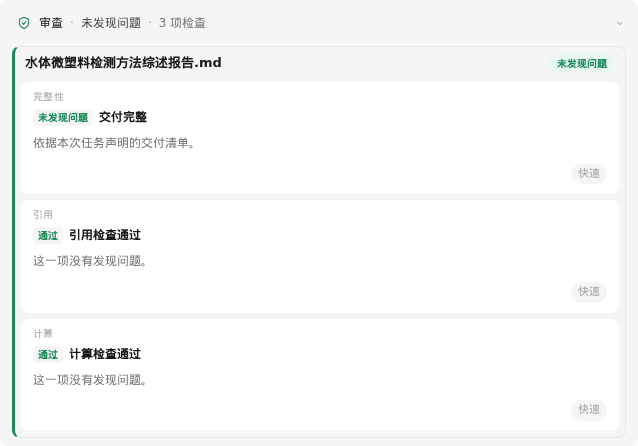 审查 · 未发现问题 · 3 项检查
水体微塑料检测方法综述报告.md 未发现问题
完整性
未发现问题 交付完整
依据本次任务声明的交付清单。
快速
引用
通过 引用检查通过
这一项没有发现问题。
快速
计算
通过 计算检查通过
这一项没有发现问题。
快速